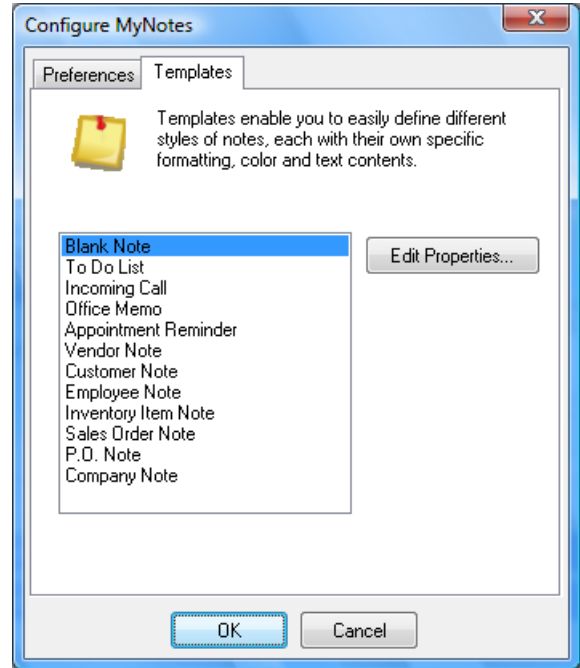 Configure MyNotes
Preferences Templates
Templates enable you to easily define different
styles of notes, each with their own specific
formatting, color and text contents.
Blank Note
Edit Properties...
To Do List
Incoming Call
Office Memo
Appointment Reminder
Vendor Note
Customer Note
Employee Note
Inventory Item Note
Sales Order Note
P.O. Note
Company Note
OK Cancel